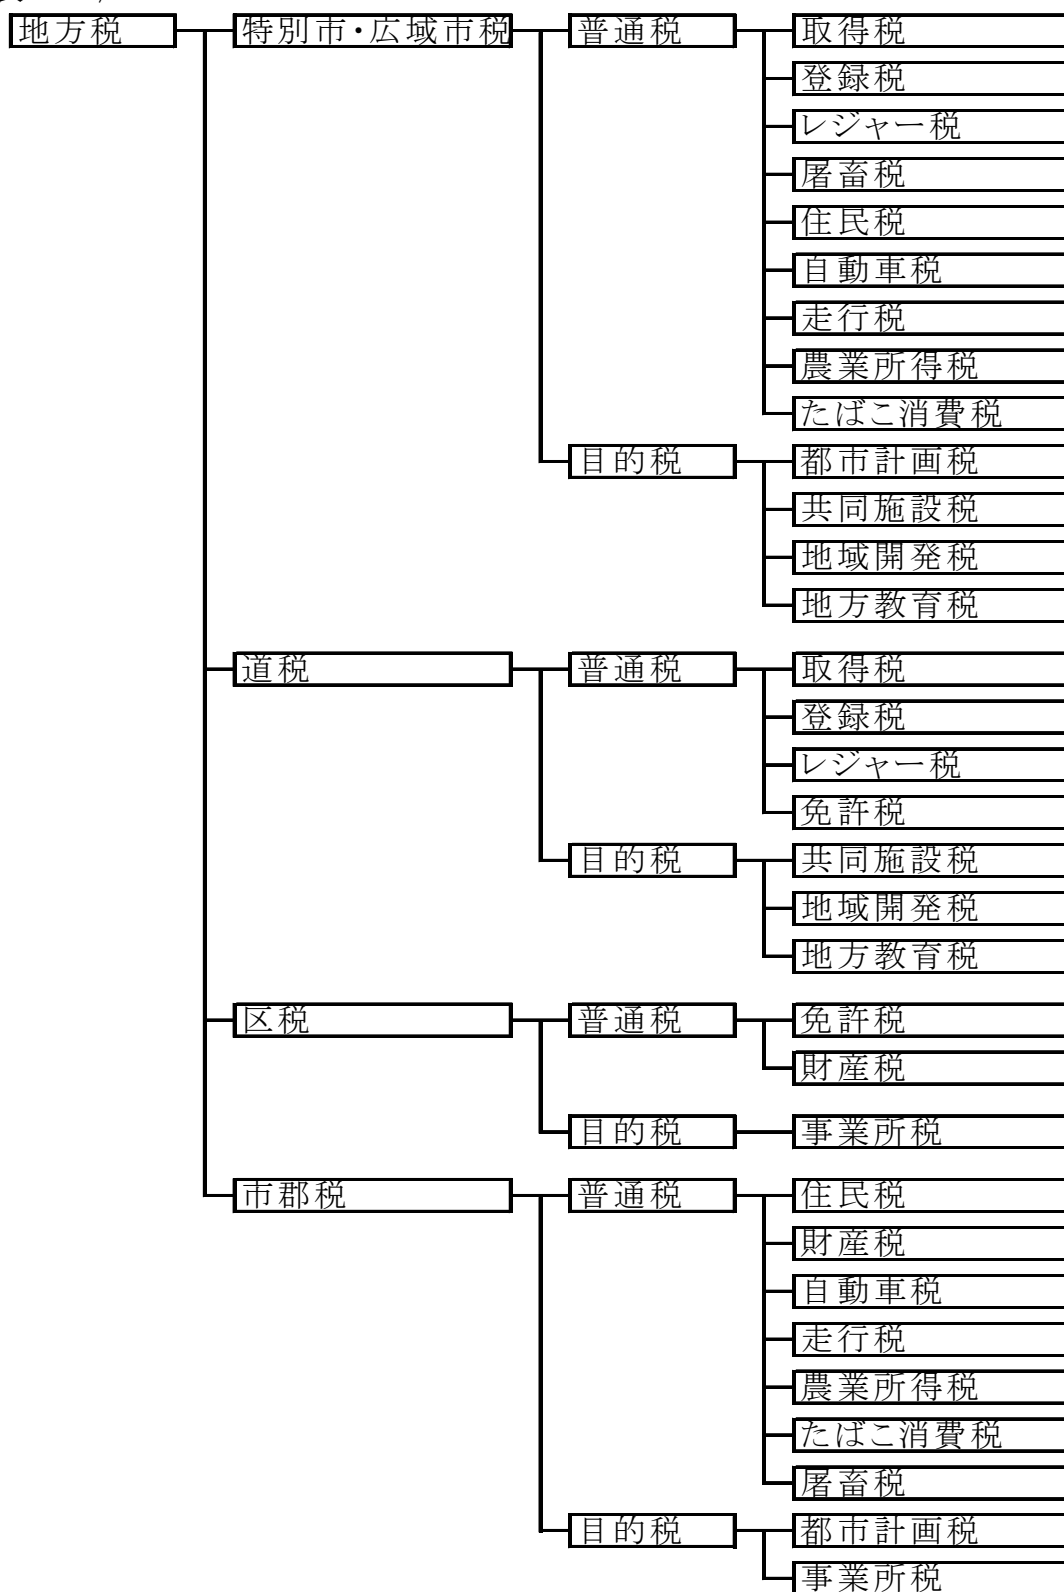 地方税 特別市・広域市税 普通税 取得税
登録税
レジャー税
屠畜税
住民税
自動車税
走行税
農業所得税
たばこ消費税
目的税 都市計画税
共同施設税
地域開発税
地方教育税
道税 普通税 取得税
登録税
レジャー税
免許税
目的税 共同施設税
地域開発税
地方教育税
区税 普通税 免許税
財産税
目的税 事業所税
市郡税 普通税 住民税
財産税
自動車税
走行税
農業所得税
たばこ消費税
屠畜税
目的税 都市計画税
事業所税